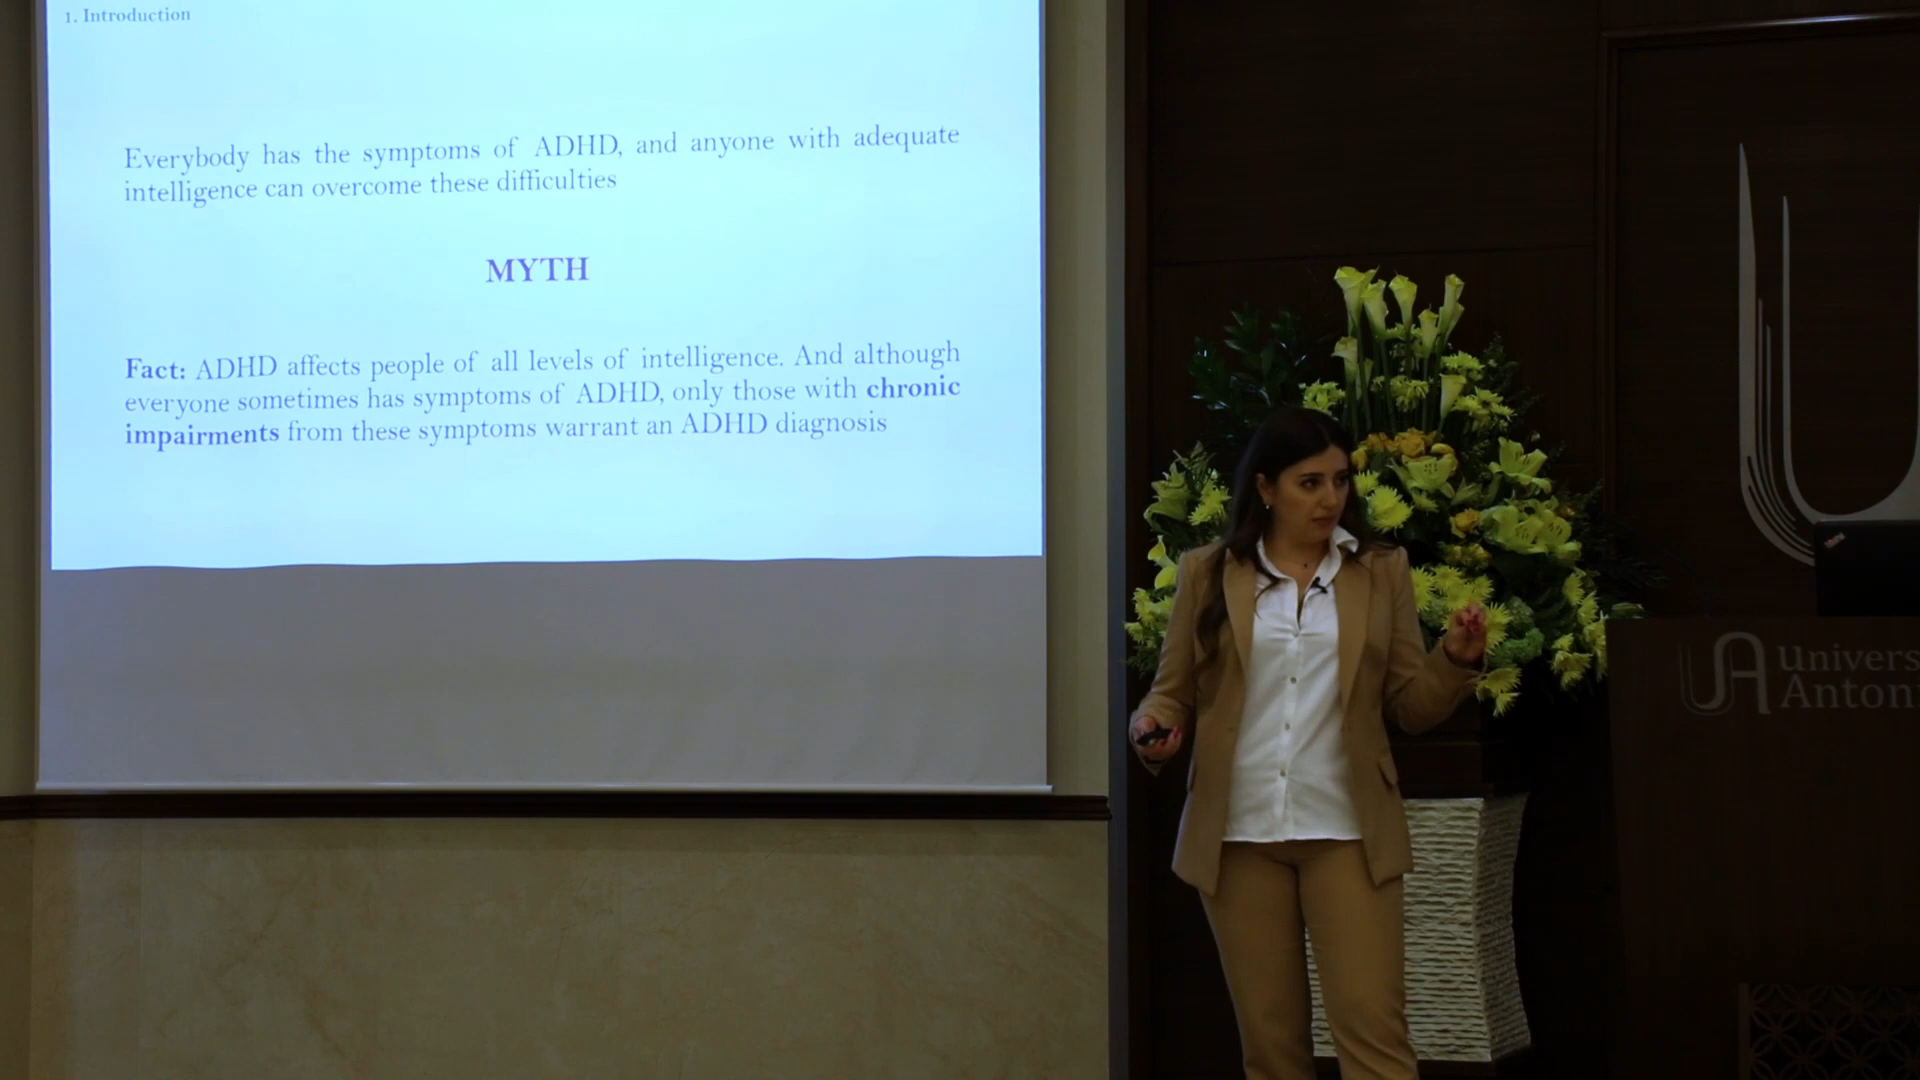 1. Introduction
Everybody has the symptoms of ADHD, and anyone with adequate
intelligence can overcome these difficulties
MYTH
Fact: ADHD affects people of all levels of intelligence. And although
everyone sometimes has symptoms of ADHD, only those with chronic
impairments from these symptoms warrant an ADHD diagnosis
UA
Univers
Anton